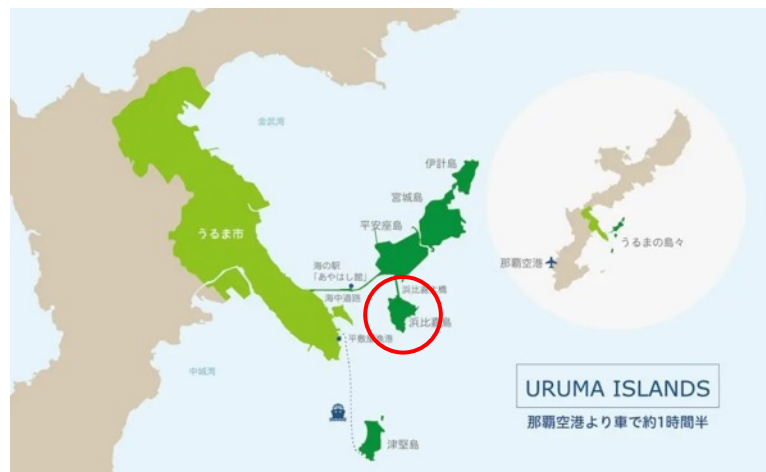 金武湾
伊計島
宮城島
平安座島
うるま市
海の駅
「あやはし館」
海中道路
浜比嘉大橋
浜比嘉島
平敷屋漁港
中城湾
津堅島
うるまの島々
那覇空港
URUMA ISLANDS
那覇空港より車で約1時間半